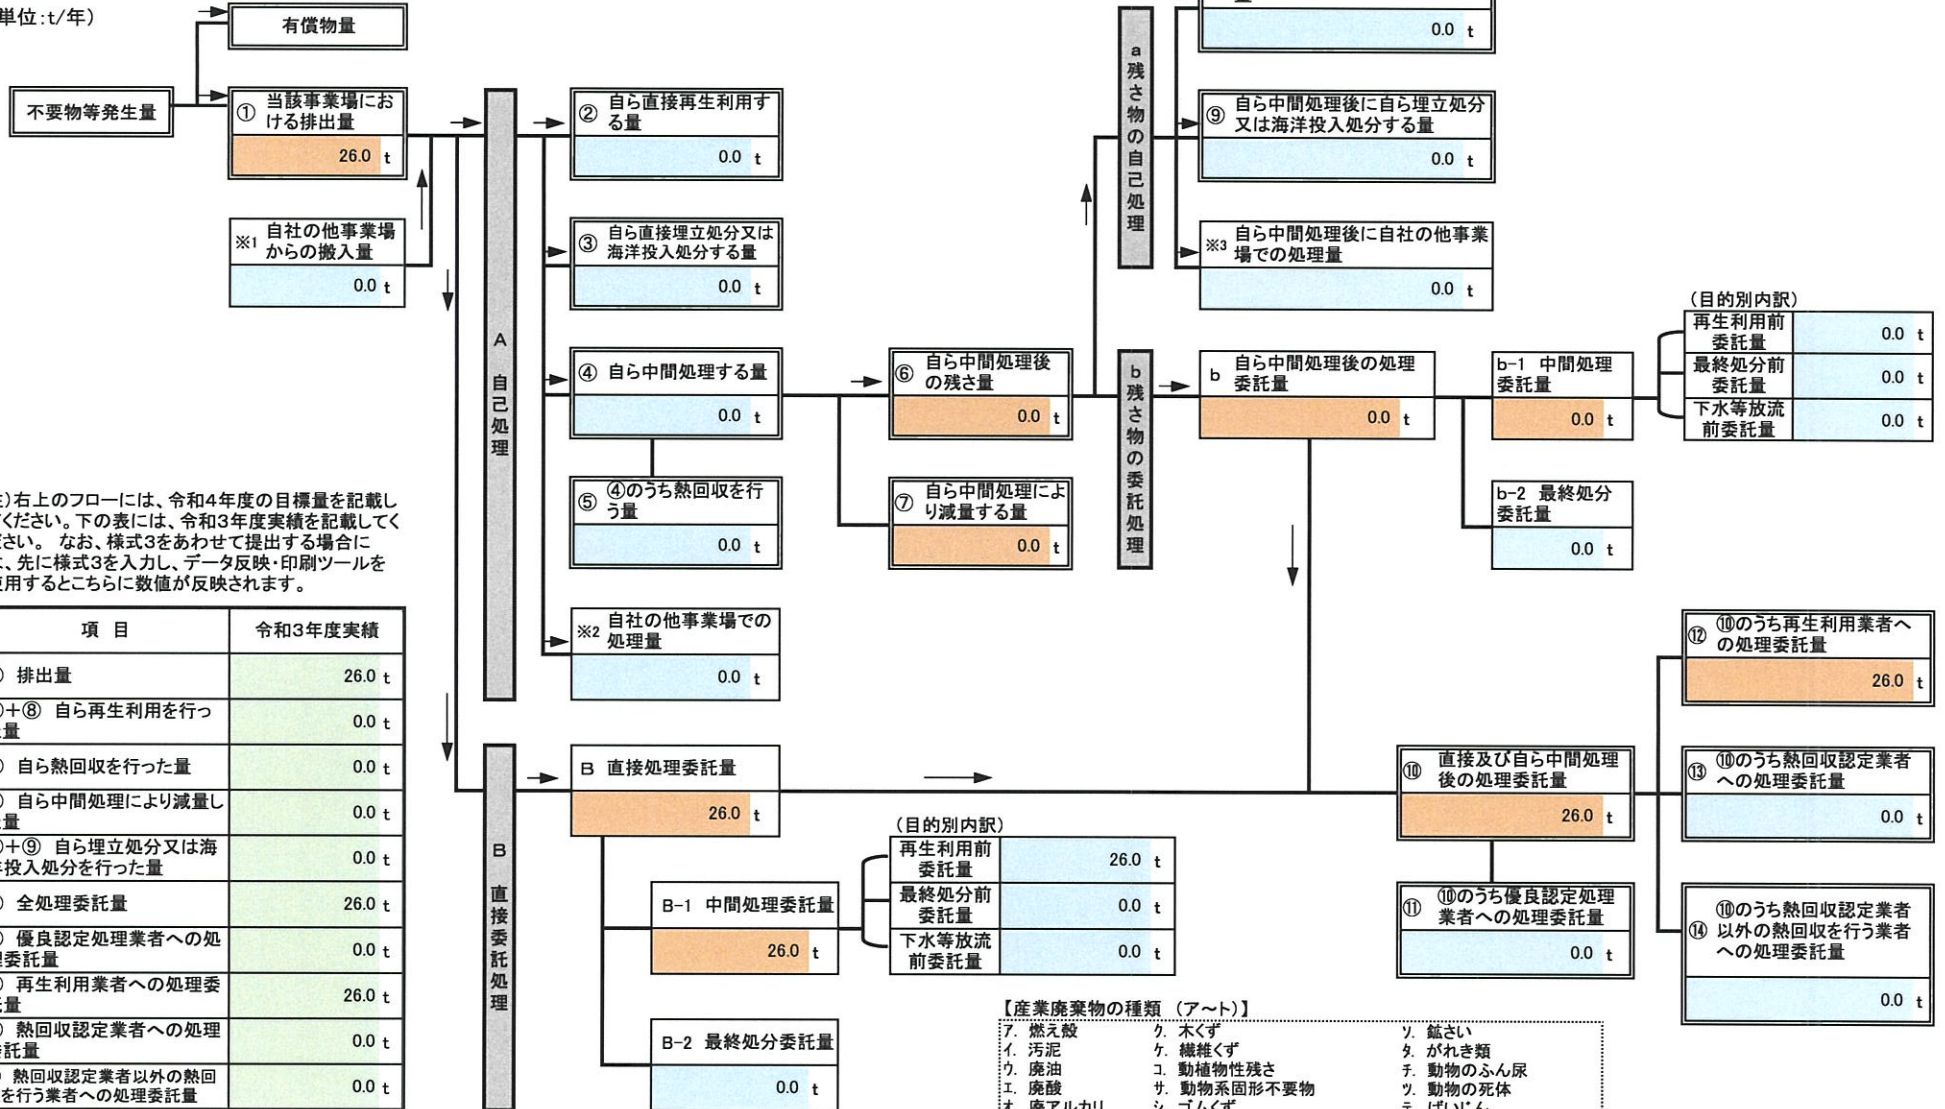 単位:t/年)
有償物量
不要物等発生量
① 当該事業場にお
ける排出量
26.0 t
※1 自社の他事業場
からの搬入量
0.0 t
A 自己処理
② 自ら直接再生利用す
る量
0.0 t
③ 自ら直接埋立処分又は
海洋投入処分する量
0.0 t
④ 自ら中間処理する量
0.0 t
⑤ ④のうち熱回収を行
う量
0.0 t
※2 自社の他事業場での
処理量
0.0 t
⑥ 自ら中間処理後
の残さ量
0.0 t
⑦ 自ら中間処理によ
り減量する量
0.0 t
a 残さ物の自己処理
0.0 t
⑨ 自ら中間処理後に自ら埋立処分
又は海洋投入処分する量
0.0 t
※3 自ら中間処理後に自社の他事業
場での処理量
0.0 t
b 残さ物の委託処理
b 自ら中間処理後の処理
委託量
0.0 t
b-1 中間処理
委託量
0.0 t
(目的別内訳)
再生利用前
委託量 0.0 t
最終処分前
委託量 0.0 t
下水等放流
前委託量 0.0 t
b-2 最終処分
委託量
0.0 t
)右上のフローには、令和4年度の目標量を記載し
ください。下の表には、令和3年度実績を記載してく
さい。 なお、様式3をあわせて提出する場合に
、先に様式3を入力し、データ反映・印刷ツールを
用するとこちらに数値が反映されます。
項 目 令和3年度実績
) 排出量 26.0 t
)+⑧ 自ら再生利用を行っ
量 0.0 t
) 自ら熱回収を行った量 0.0 t
) 自ら中間処理により減量し
量 0.0 t
)+⑨ 自ら埋立処分又は海
投入処分を行った量 0.0 t
) 全処理委託量 26.0 t
) 優良認定処理業者への処
委託量 0.0 t
) 再生利用業者への処理委
量 26.0 t
) 熱回収認定業者への処理
託量 0.0 t
熱回収認定業者以外の熱回
を行う業者への処理委託量 0.0 t
B 直接委託処理
B 直接処理委託量
26.0 t
B-1 中間処理委託量
26.0 t
(目的別内訳)
再生利用前
委託量 26.0 t
最終処分前
委託量 0.0 t
下水等放流
前委託量 0.0 t
B-2 最終処分委託量
0.0 t
⑩ 直接及び自ら中間処理
後の処理委託量
26.0 t
⑪ ⑩のうち優良認定処理
業者への処理委託量
0.0 t
⑫ ⑩のうち再生利用業者へ
の処理委託量
26.0 t
⑬ ⑩のうち熱回収認定業者
への処理委託量
0.0 t
⑭ ⑩のうち熱回収認定業者
以外の熱回収を行う業者
への処理委託量
0.0 t
【産業廃棄物の種類 (ア~ト)】
ア. 燃え殻 ク. 木くず ソ. 鉱さい
イ. 汚泥 ケ. 繊維くず タ. がれき類
ウ. 廃油 コ. 動植物性残さ チ. 動物のふん尿
エ. 廃酸 サ. 動物系固形不要物 ツ. 動物の死体
オ. 廃アルカリ シ. ゴムくず テ. ばいじん